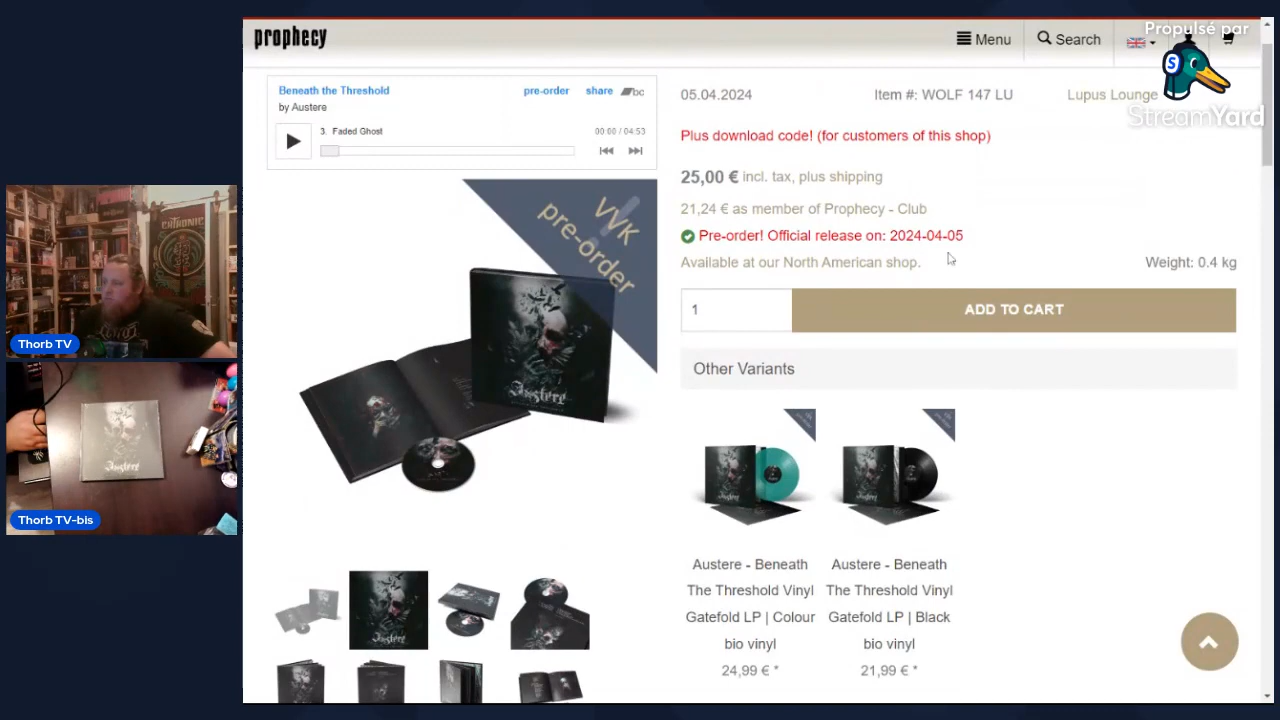 Propulsé par
StreamYard
prophecy
Menu
Search
Beneath the Threshold
pre-order
share
bc
by Austere
3. Faded Ghost
00:00 / 04:53
VVK
pre-order
Austere
05.04.2024
Item #: WOLF 147 LU
Lupus Lounge
Plus download code! (for customers of this shop)
25,00 € incl. tax, plus shipping
21,24 € as member of Prophecy - Club
Pre-order! Official release on: 2024-04-05
Available at our North American shop.
Weight: 0.4 kg
1
ADD TO CART
Other Variants
Austere - Beneath
The Threshold Vinyl
Gatefold LP | Colour
bio vinyl
24,99 € *
Austere - Beneath
The Threshold Vinyl
Gatefold LP | Black
bio vinyl
21,99 € *
Thorb TV
Austere
Thorb TV-bis